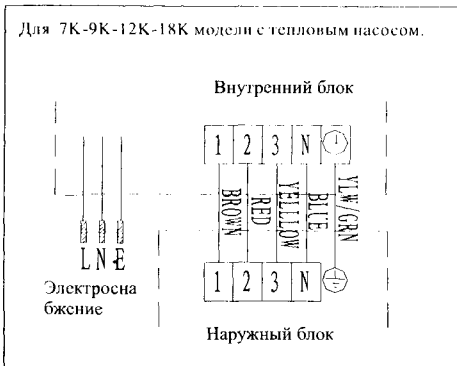 Для 7K-9K-12K-18K модели с тепловым насосом.
Внутренний блок
1 2 3 N
BROWN
RED
YELLLOW
BLUE
YLW/GRN
L N E
1 2 3 N
Электросна
бжение
Наружный блок